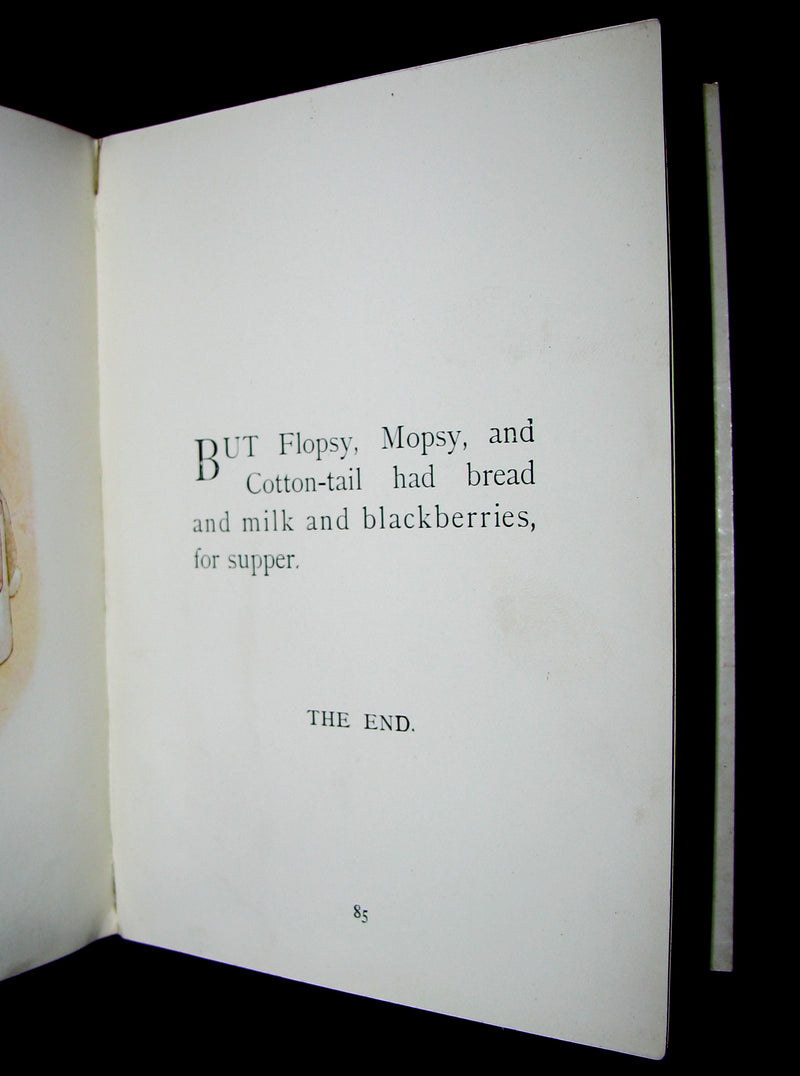 BUT Flopsy, Mopsy, and
Cotton-tail had bread
and milk and blackberries,
for supper.
THE END.
85